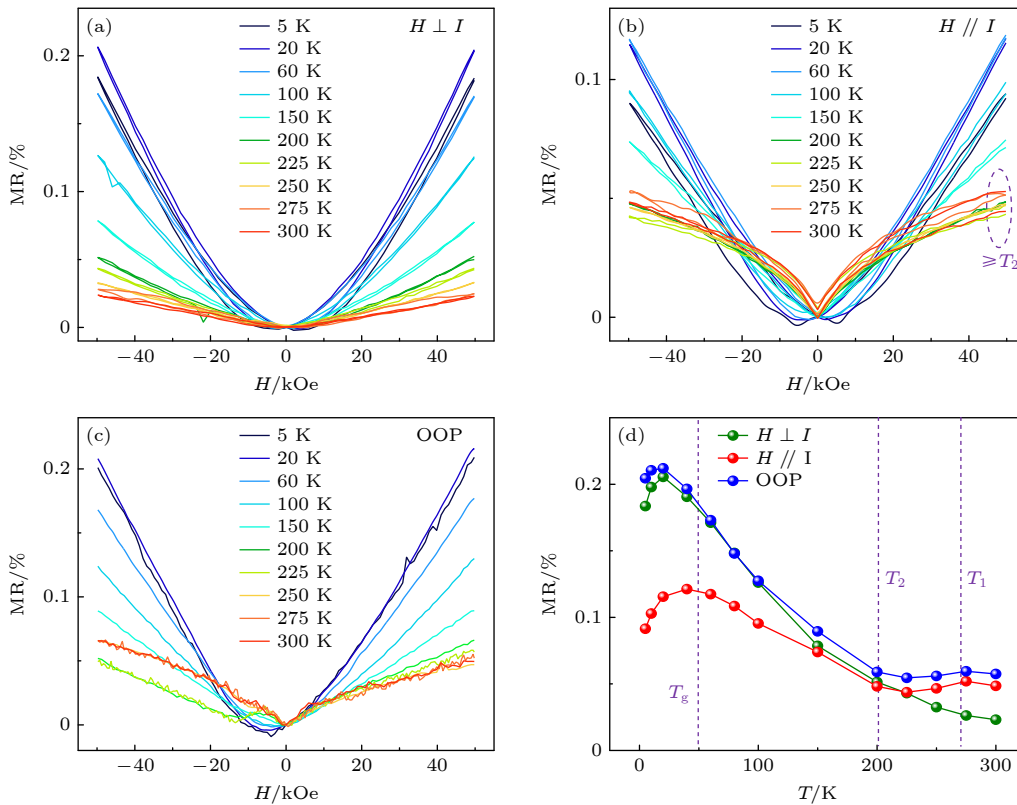 (a)
H ⊥ I
5 K
20 K
60 K
100 K
150 K
200 K
225 K
250 K
275 K
300 K
0.2
0.1
0
MR/%
−40
−20
0
20
40
H/kOe
(b)
H // I
5 K
20 K
60 K
100 K
150 K
200 K
225 K
250 K
275 K
300 K
⩾T2
0.1
0
MR/%
−40
−20
0
20
40
H/kOe
(c)
OOP
5 K
20 K
60 K
100 K
150 K
200 K
225 K
250 K
275 K
300 K
0.2
0.1
0
MR/%
−40
−20
0
20
40
H/kOe
(d)
H ⊥ I
H // I
OOP
Tg
T2
T1
0.2
0.1
0
MR/%
0
100
200
300
T/K